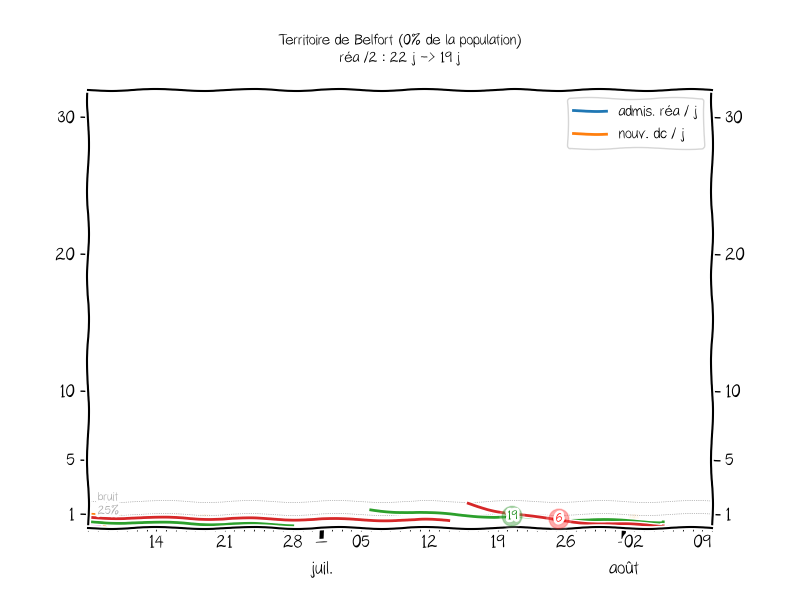 Territoire de Belfort (0% de la population)
réa /2 : 22 j -> 19 j
admis. réa / j
nouv. dc / j
30
30
20
20
10
10
5
5
bruit
25%
1
1
19
6
14 21 28 05 12 19 26 02 09
juil. août